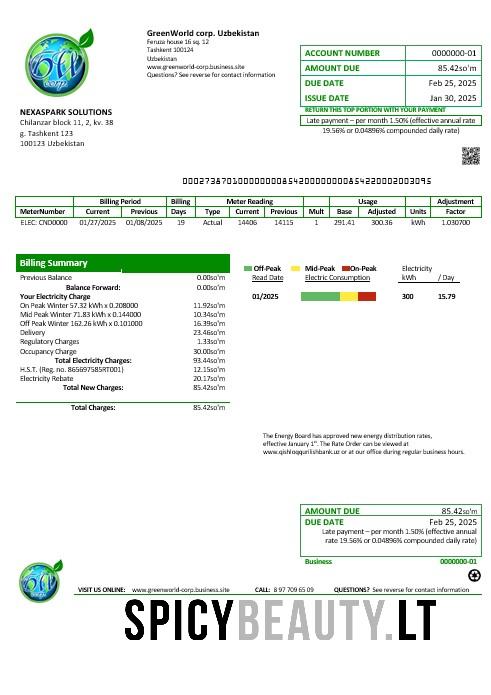 GreenWorld corp. Uzbekistan
Feruza house 16 sq. 12
Tashkent 100124
Uzbekistan
www.greenworld-corp.business.site
Questions? See reverse for contact information
GW
corp.
ACCOUNT NUMBER 0000000-01
AMOUNT DUE 85.42so'm
DUE DATE Feb 25, 2025
ISSUE DATE Jan 30, 2025
RETURN THIS TOP PORTION WITH YOUR PAYMENT
Late payment – per month 1.50% (effective annual rate
19.56% or 0.04896% compounded daily rate)
NEXASPARK SOLUTIONS
Chilanzar block 11, 2, kv. 38
g. Tashkent 123
100123 Uzbekistan
Billing Period Billing Meter Reading Usage Adjustment
MeterNumber Current Previous Days Type Current Previous Mult Base Adjusted Units Factor
ELEC: CND0000 01/27/2025 01/08/2025 19 Actual 14406 14115 1 291.41 300.36 kWh 1.030700
Billing Summary
Previous Balance 0.00so'm
Balance Forward: 0.00so'm
Your Electricity Charge
On Peak Winter 57.32 kWh x 0.208000 11.92so'm
Mid Peak Winter 71.83 kWh x 0.144000 10.34so'm
Off Peak Winter 162.26 kWh x 0.101000 16.39so'm
Delivery 23.46so'm
Regulatory Charges 1.33so'm
Occupancy Charge 30.00so'm
Total Electricity Charges: 93.44so'm
H.S.T. (Reg. no. 865697585RT001) 12.15so'm
Electricity Rebate 20.17so'm
Total New Charges: 85.42so'm
Total Charges: 85.42so'm
Off-Peak Mid-Peak On-Peak Electricity
Read Date Electric Consumption kWh / Day
01/2025 300 15.79
The Energy Board has approved new energy distribution rates,
effective January 1st. The Rate Order can be viewed at
www.qishloqqurilishbank.uz or at our office during regular business hours.
AMOUNT DUE 85.42so'm
DUE DATE Feb 25, 2025
Late payment – per month 1.50% (effective annual
rate 19.56% or 0.04896% compounded daily rate)
Business 0000000-01
GW
corp.
VISIT US ONLINE: www.greenworld-corp.business.site CALL: 8 97 709 65 09 QUESTIONS? See reverse for contact information
SPICYBEAUTY.LT